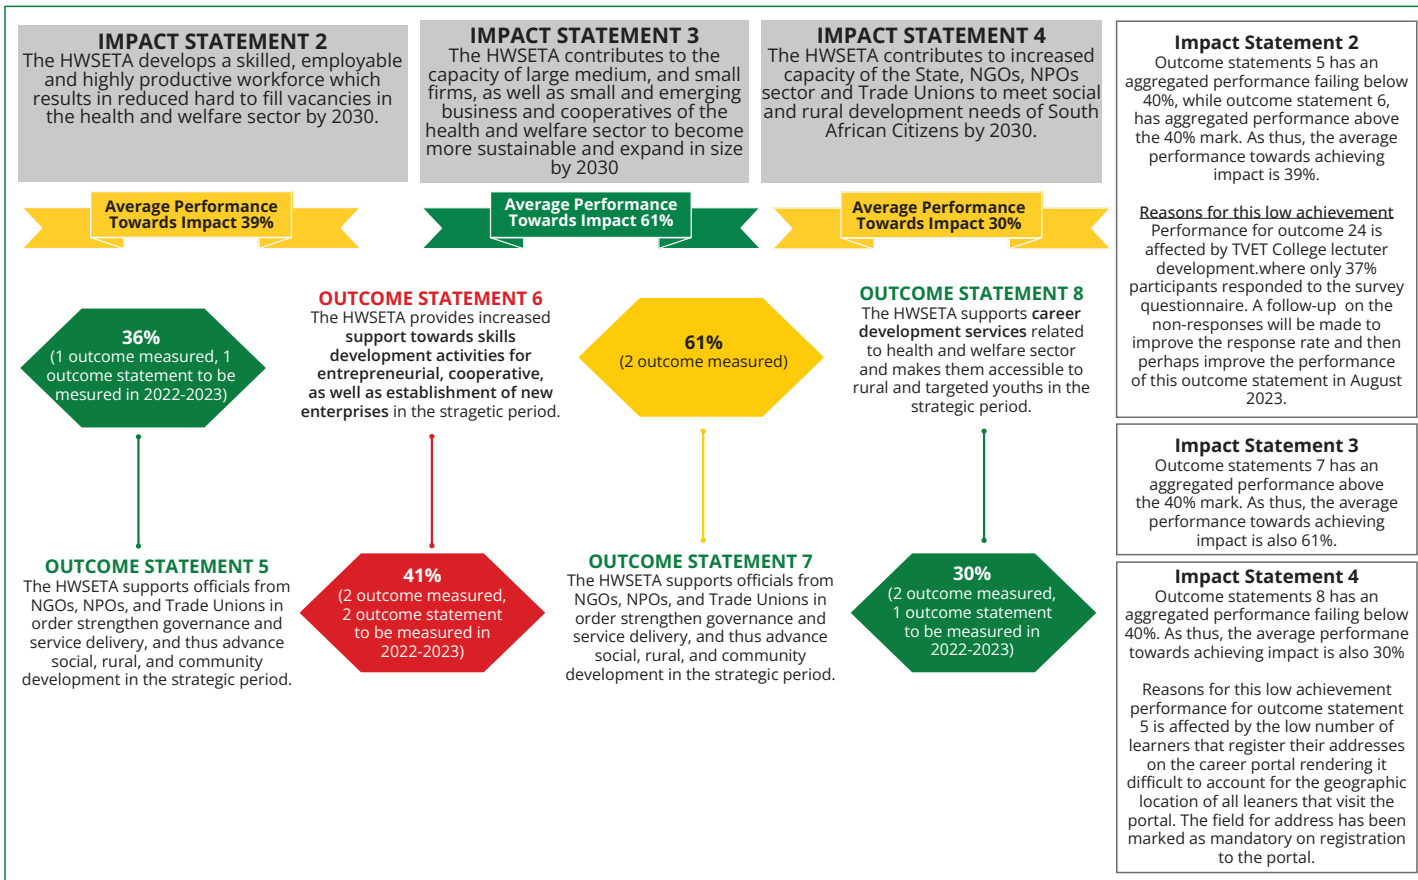 IMPACT STATEMENT 2
The HWSETA develops a skilled, employable
and highly productive workforce which
results in reduced hard to fill vacancies in
the health and welfare sector by 2030.
IMPACT STATEMENT 3
The HWSETA contributes to the
capacity of large medium, and small
firms, as well as small and emerging
business and cooperatives of the
health and welfare sector to become
more sustainable and expand in size
by 2030
IMPACT STATEMENT 4
The HWSETA contributes to increased
capacity of the State, NGOs, NPOs
sector and Trade Unions to meet social
and rural development needs of South
African Citizens by 2030.
Average Performance
Towards Impact 39%
Average Performance
Towards Impact 61%
Average Performance
Towards Impact 30%
36%
(1 outcome measured, 1
outcome statement to be
mesured in 2022-2023)
OUTCOME STATEMENT 5
The HWSETA supports officials from
NGOs, NPOs, and Trade Unions in
order strengthen governance and
service delivery, and thus advance
social, rural, and community
development in the strategic period.
OUTCOME STATEMENT 6
The HWSETA provides increased
support towards skills
development activities for
entrepreneurial, cooperative,
as well as establishment of new
enterprises in the stragetic period.
41%
(2 outcome measured,
2 outcome statement
to be measured in
2022-2023)
61%
(2 outcome measured)
OUTCOME STATEMENT 7
The HWSETA supports officials from
NGOs, NPOs, and Trade Unions in
order strengthen governance and
service delivery, and thus advance
social, rural, and community
development in the strategic period.
OUTCOME STATEMENT 8
The HWSETA supports career
development services related
to health and welfare sector
and makes them accessible to
rural and targeted youths in the
strategic period.
30%
(2 outcome measured,
1 outcome statement
to be measured in
2022-2023)
Impact Statement 2
Outcome statements 5 has an
aggregated performance failing below
40%, while outcome statement 6,
has aggregated performance above
the 40% mark. As thus, the average
performance towards achieving
impact is 39%.
Reasons for this low achievement
Performance for outcome 24 is
affected by TVET College lectuter
development.where only 37%
participants responded to the survey
questionnaire. A follow-up on the
non-responses will be made to
improve the response rate and then
perhaps improve the performance
of this outcome statement in August
2023.
Impact Statement 3
Outcome statements 7 has an
aggregated performance above
the 40% mark. As thus, the average
performance towards achieving
impact is also 61%.
Impact Statement 4
Outcome statements 8 has an
aggregated performance failing below
40%. As thus, the average performane
towards achieving impact is also 30%
Reasons for this low achievement
performance for outcome statement
5 is affected by the low number of
learners that register their addresses
on the career portal rendering it
difficult to account for the geographic
location of all leaners that visit the
portal. The field for address has been
marked as mandatory on registration
to the portal.